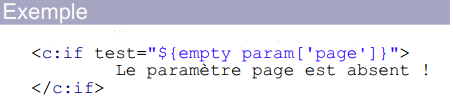 Exemple
<c:if test="${empty param['page']}">
Le paramètre page est absent !
</c:if>